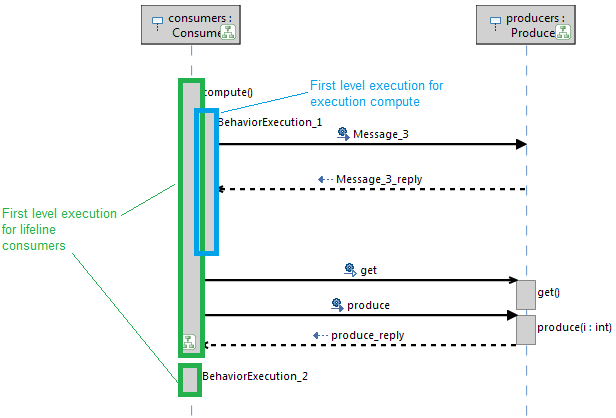 consumers :
Consume
producers :
Produce
compute()
First level execution for
execution compute
BehaviorExecution_1
Message_3
Message_3_reply
First level execution
for lifeline
consumers
get
get()
produce
produce(i : int)
produce_reply
BehaviorExecution_2